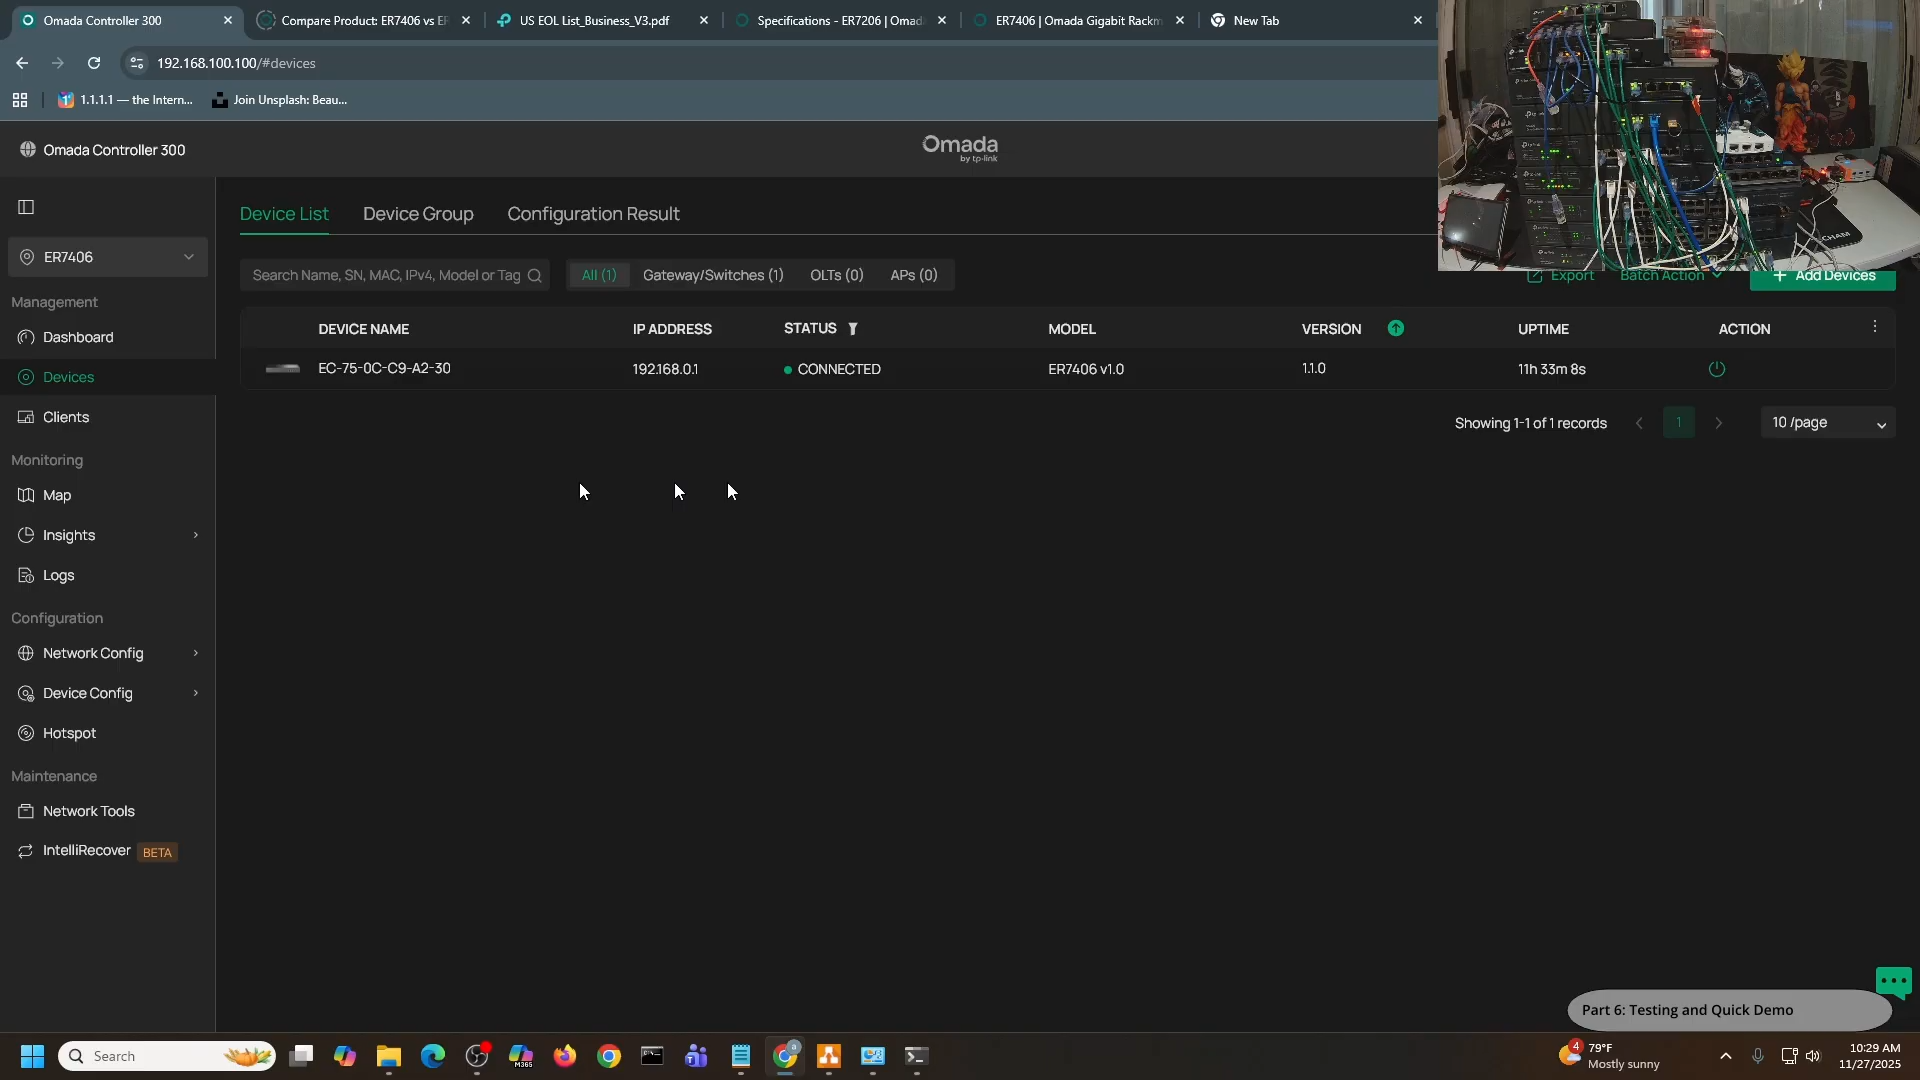 Omada Controller 300
Compare Product: ER7406 vs ER
US EOL List_Business_V3.pdf
Specifications - ER7206 | Omad
ER7406 | Omada Gigabit Rackm
New Tab
192.168.100.100/#devices
1.1.1.1 — the Intern...
Join Unsplash: Beau...
Omada Controller 300
Omada
by tp-link
Device List
Device Group
Configuration Result
ER7406
Search Name, SN, MAC, IPv4, Model or Tag
All (1)
Gateway/Switches (1)
OLTs (0)
APs (0)
Export
Batch Action
Add Devices
Management
DEVICE NAME
IP ADDRESS
STATUS
MODEL
VERSION
UPTIME
ACTION
Dashboard
EC-75-0C-C9-A2-30
192.168.0.1
CONNECTED
ER7406 v1.0
1.1.0
11h 33m 8s
Devices
Clients
Showing 1-1 of 1 records
1
10 /page
Monitoring
Map
Insights
Logs
Configuration
Network Config
Device Config
Hotspot
Maintenance
Network Tools
IntelliRecover
BETA
Part 6: Testing and Quick Demo
Search
M365
4
79°F
Mostly sunny
10:29 AM
11/27/2025